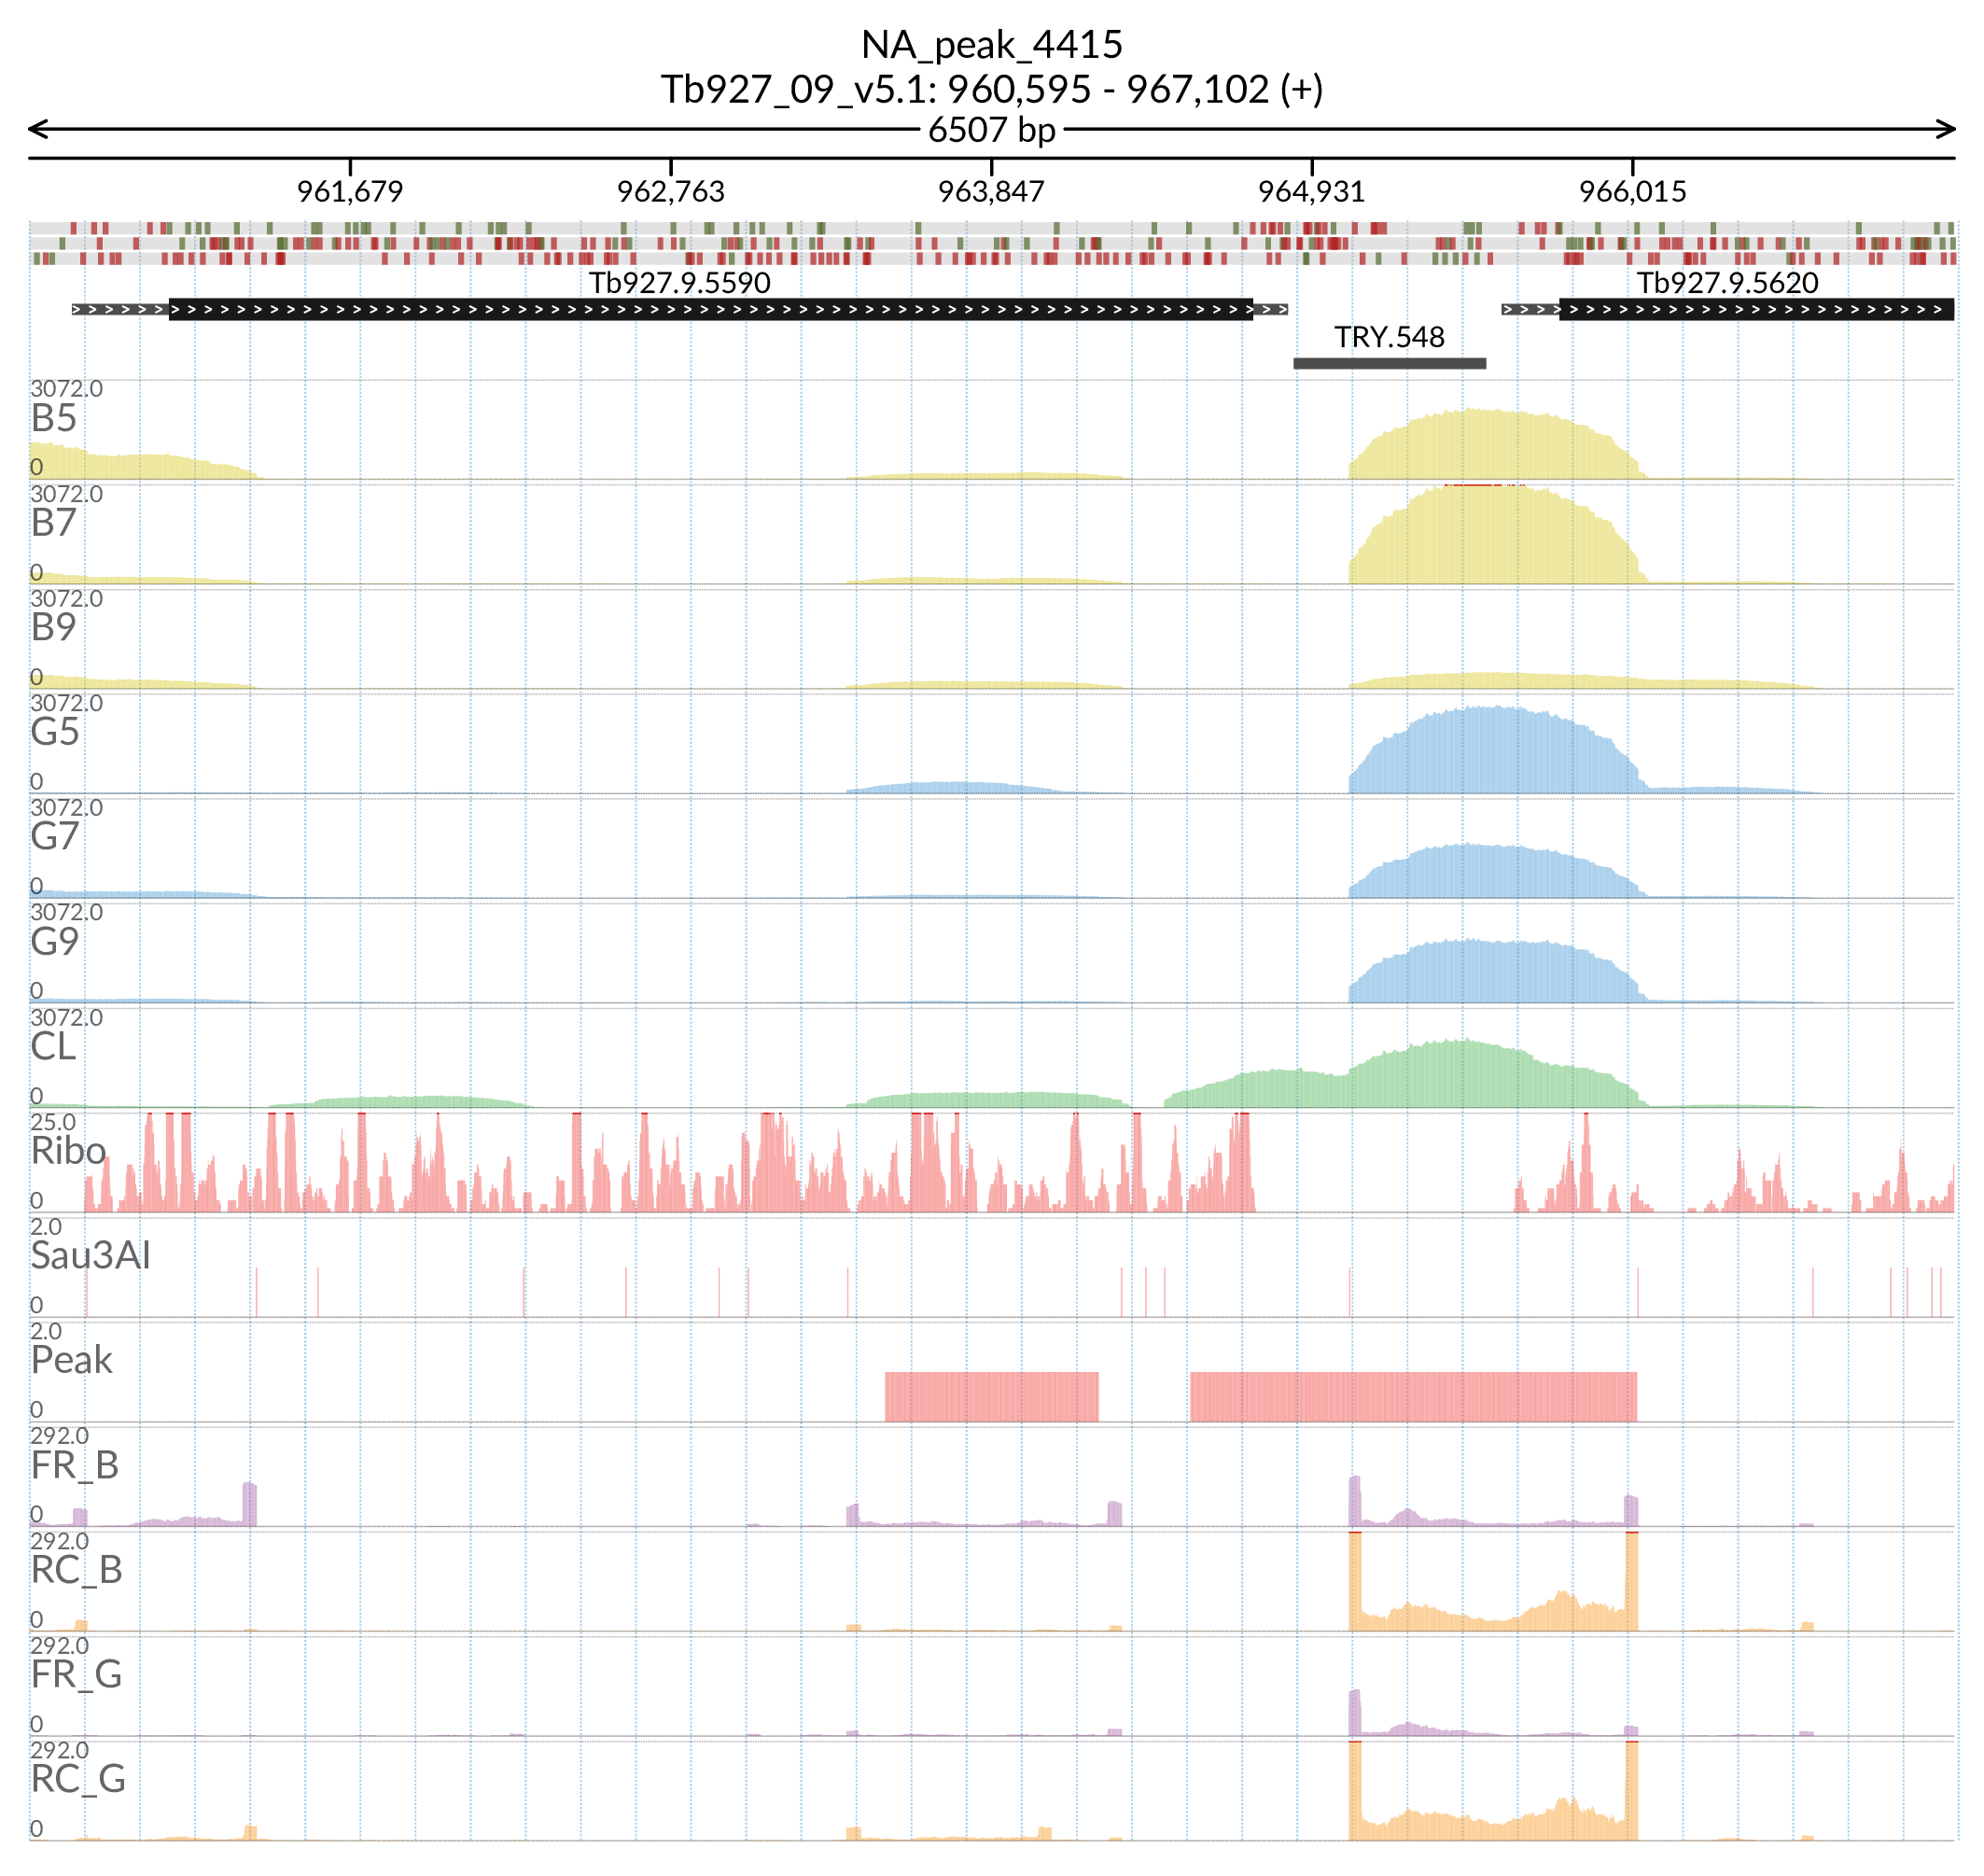 NA_peak_4415
Tb927_09_v5.1: 960,595 - 967,102 (+)
6507 bp
961,679 962,763 963,847 964,931 966,015
Tb927.9.5590 Tb927.9.5620
TRY.548
3072.0
B5
0
3072.0
B7
0
3072.0
B9
0
3072.0
G5
0
3072.0
G7
0
3072.0
G9
0
3072.0
CL
0
25.0
Ribo
0
2.0
Sau3AI
0
2.0
Peak
0
292.0
FR_B
0
292.0
RC_B
0
292.0
FR_G
0
292.0
RC_G
0